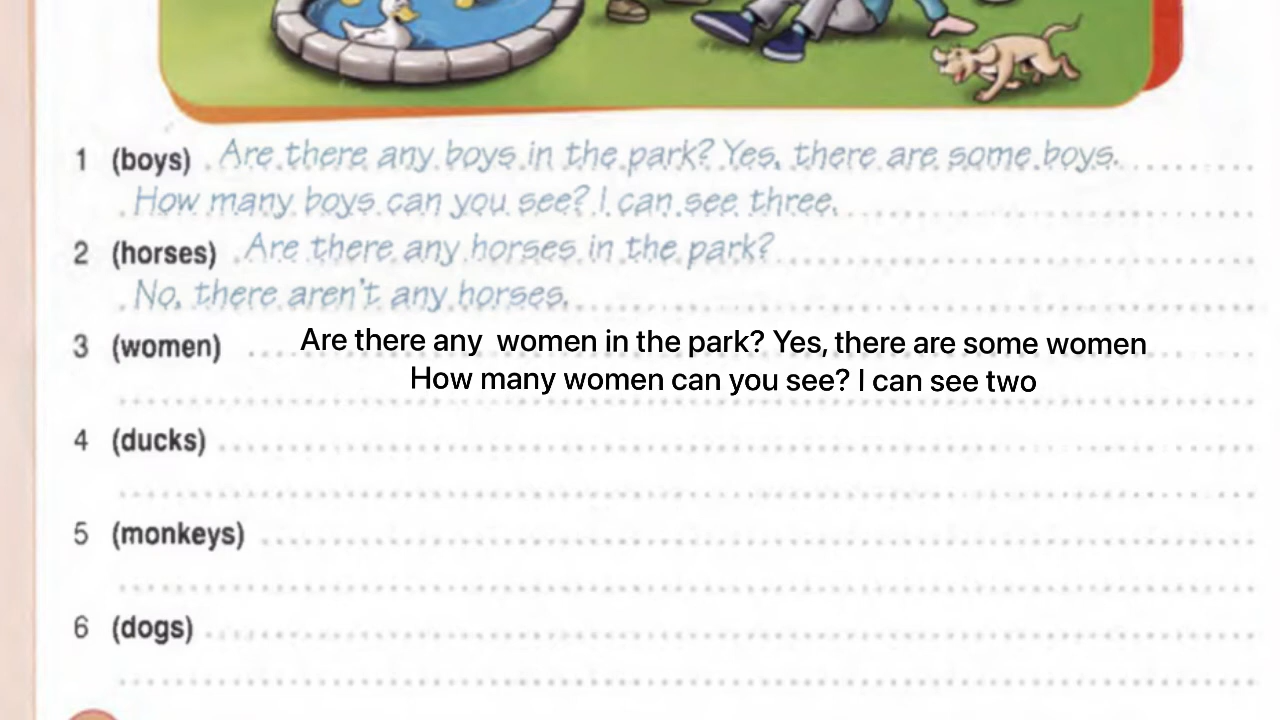 1 (boys) Are there any boys in the park? Yes, there are some boys.
How many boys can you see? I can see three.
2 (horses) Are there any horses in the park?
No, there aren't any horses.
3 (women) Are there any women in the park? Yes, there are some women
How many women can you see? I can see two
4 (ducks)
5 (monkeys)
6 (dogs)